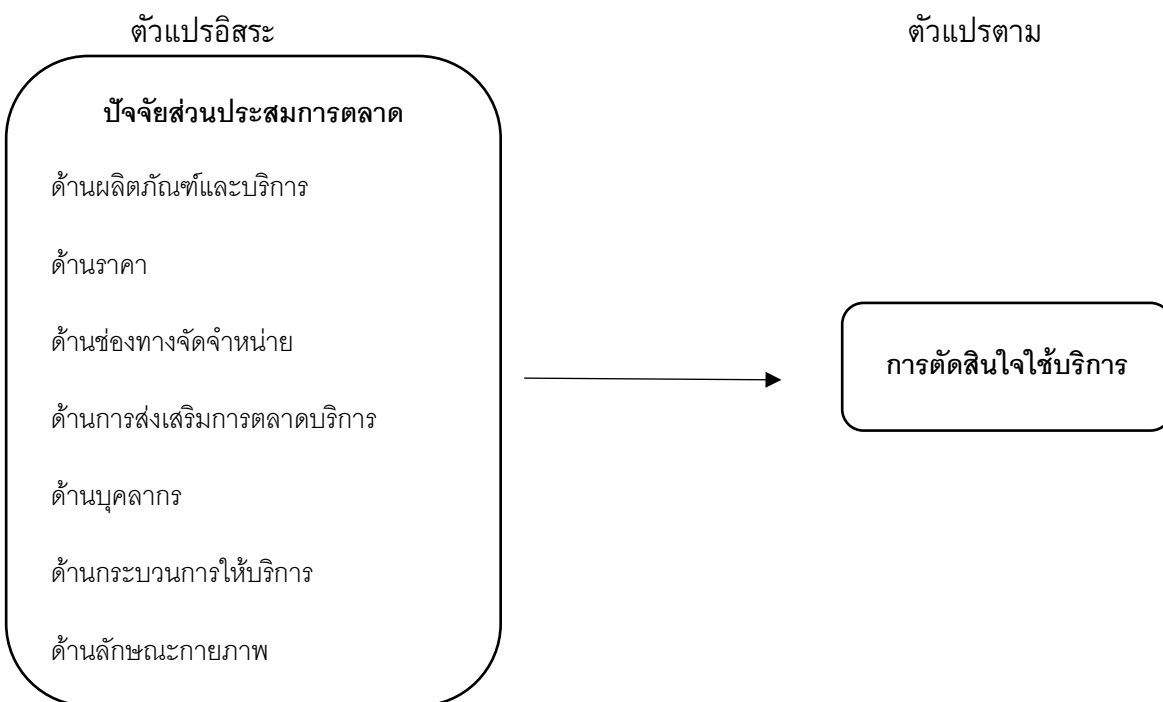 ตัวแปรอิสระ
ตัวแปรตาม
ปัจจัยส่วนประสมการตลาด
ด้านผลิตภัณฑ์และบริการ
ด้านราคา
ด้านช่องทางจัดจำหน่าย
ด้านการส่งเสริมการตลาดบริการ
ด้านบุคลากร
ด้านกระบวนการให้บริการ
ด้านลักษณะกายภาพ
การตัดสินใจใช้บริการ